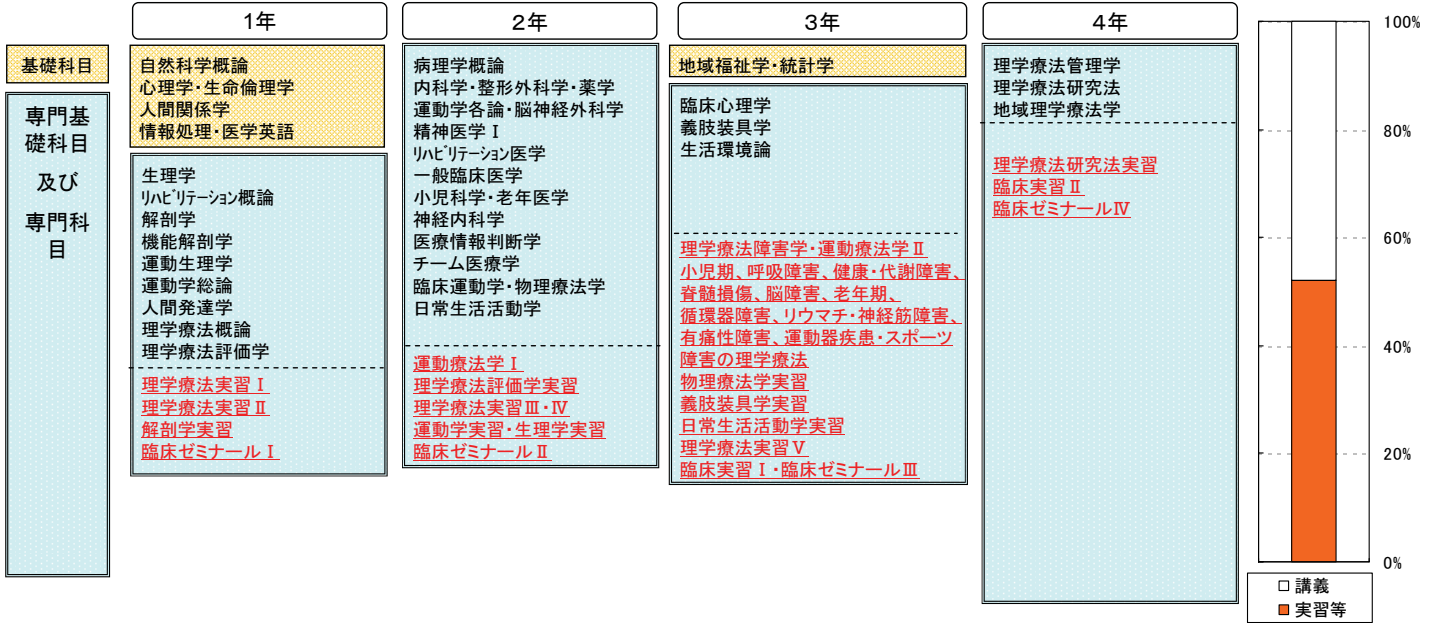 1年
2年
3年
4年
基礎科目
専門基
礎科目
及び
専門科
目
自然科学概論
心理学・生命倫理学
人間関係学
情報処理・医学英語
生理学
ﾘﾊﾋﾞﾘテーション概論
解剖学
機能解剖学
運動生理学
運動学総論
人間発達学
理学療法概論
理学療法評価学
理学療法実習Ⅰ
理学療法実習Ⅱ
解剖学実習
臨床ゼミナールⅠ
病理学概論
内科学・整形外科学・薬学
運動学各論・脳神経外科学
精神医学Ⅰ
ﾘﾊﾋﾞﾘテーション医学
一般臨床医学
小児科学・老年医学
神経内科学
医療情報判断学
チーム医療学
臨床運動学・物理療法学
日常生活活動学
運動療法学Ⅰ
理学療法評価学実習
理学療法実習Ⅲ・Ⅳ
運動学実習・生理学実習
臨床ゼミナールⅡ
地域福祉学・統計学
臨床心理学
義肢装具学
生活環境論
理学療法障害学・運動療法学Ⅱ
小児期、呼吸障害、健康・代謝障害、
脊髄損傷、脳障害、老年期、
循環器障害、リウマチ・神経筋障害、
有痛性障害、運動器疾患・スポーツ
障害の理学療法
物理療法学実習
義肢装具学実習
日常生活活動学実習
理学療法実習Ⅴ
臨床実習Ⅰ・臨床ゼミナールⅢ
理学療法管理学
理学療法研究法
地域理学療法学
理学療法研究法実習
臨床実習Ⅱ
臨床ゼミナールⅣ
100%
80%
60%
40%
20%
0%
講義
実習等